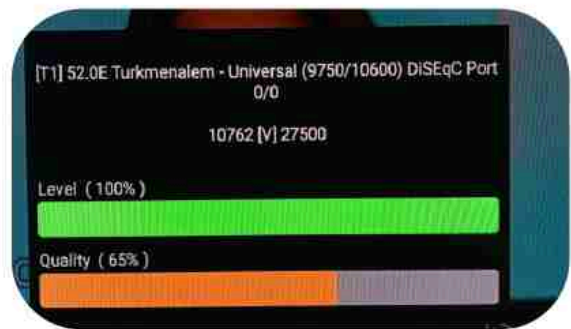 [T1] 52.0E Turkmenalem - Universal (9750/10600) DiSEqC Port
0/0
10762 [V] 27500
Level ( 100% )
Quality ( 65% )